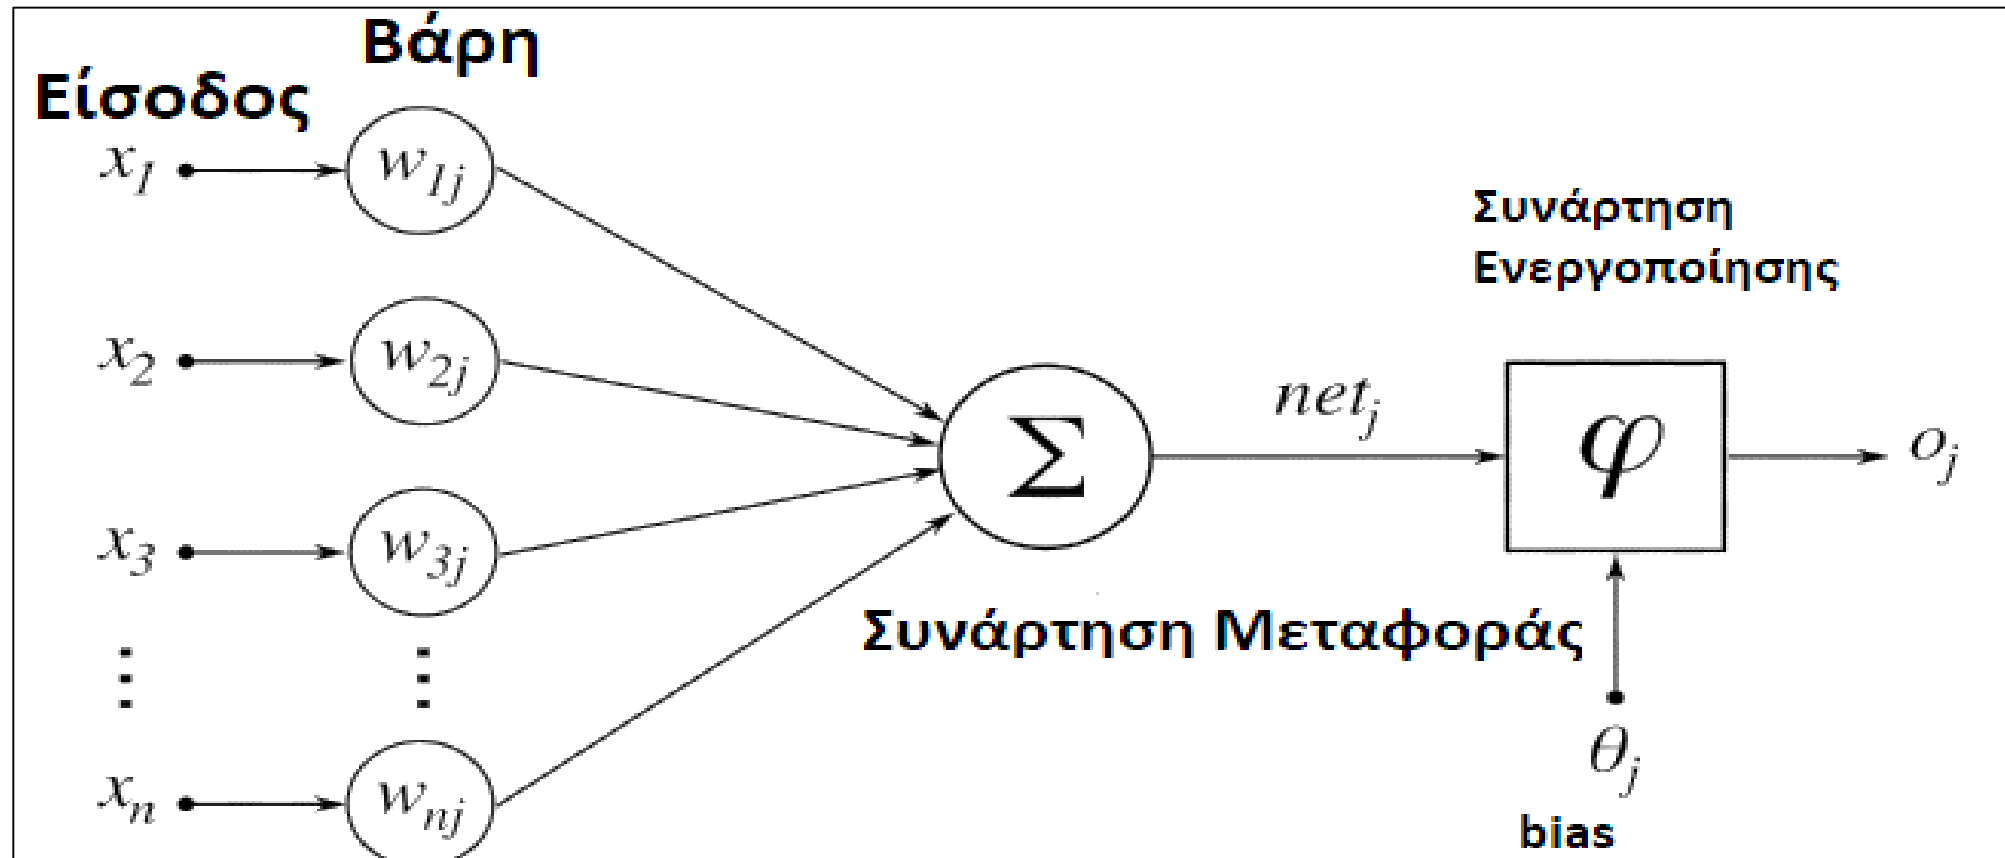 Βάρη
Είσοδος
x1 w1j
Συνάρτηση
Ενεργοποίησης
x2 w2j
netj
Σ φ oj
x3 w3j
Συνάρτηση Μεταφοράς
⋮ ⋮
θj
xn wnj
bias